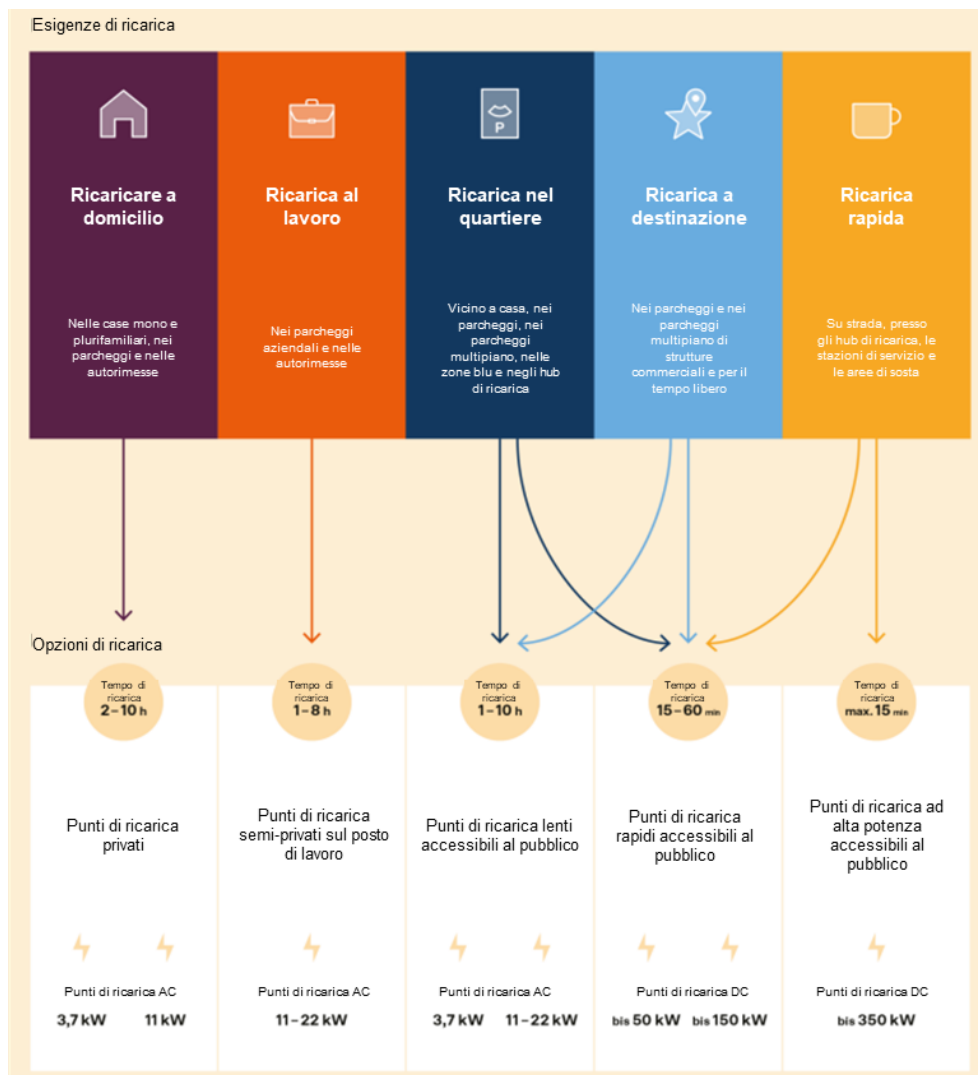 Esigenze di ricarica
P
Ricaricare a
domicilio
Nelle case mono e
plurifamiliari, nei
parcheggi e nelle
autorimesse
Ricarica al
lavoro
Nei parcheggi
aziendali e nelle
autorimesse
Ricarica nel
quartiere
Vicino a casa, nei
parcheggi, nei
parcheggi
multipiano, nelle
zone blu e negli hub
di ricarica
Ricarica a
destinazione
Nei parcheggi e nei
parcheggi
multipiano di
strutture
commerciali e per il
tempo libero
Ricarica
rapida
Su strada, presso
gli hub di ricarica, le
stazioni di servizio e
le aree di sosta
Opzioni di ricarica
Tempo di
ricarica
2–10 h
Punti di ricarica
privati
Punti di ricarica AC
3,7 kW 11 kW
Tempo di
ricarica
1–8 h
Punti di ricarica
semi-privati sul posto
di lavoro
Punti di ricarica AC
11–22 kW
Tempo di
ricarica
1–10 h
Punti di ricarica lenti
accessibili al pubblico
Punti di ricarica AC
3,7 kW 11–22 kW
Tempo di
ricarica
15–60 min
Punti di ricarica
rapidi accessibili al
pubblico
Punti di ricarica DC
bis 50 kW bis 150 kW
Tempo di
ricarica
max. 15 min
Punti di ricarica ad
alta potenza
accessibili al
pubblico
Punti di ricarica DC
bis 350 kW